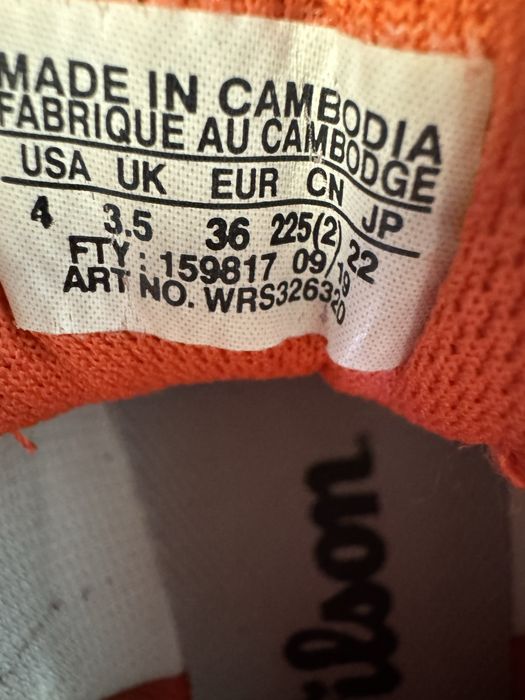 MADE IN CAMBODIA
FABRIQUE AU CAMBODGE
USA UK EUR CN JP
4 3.5 36 225(2) 22
FTY: 159817 09/19
ART NO. WRS326320
ilson